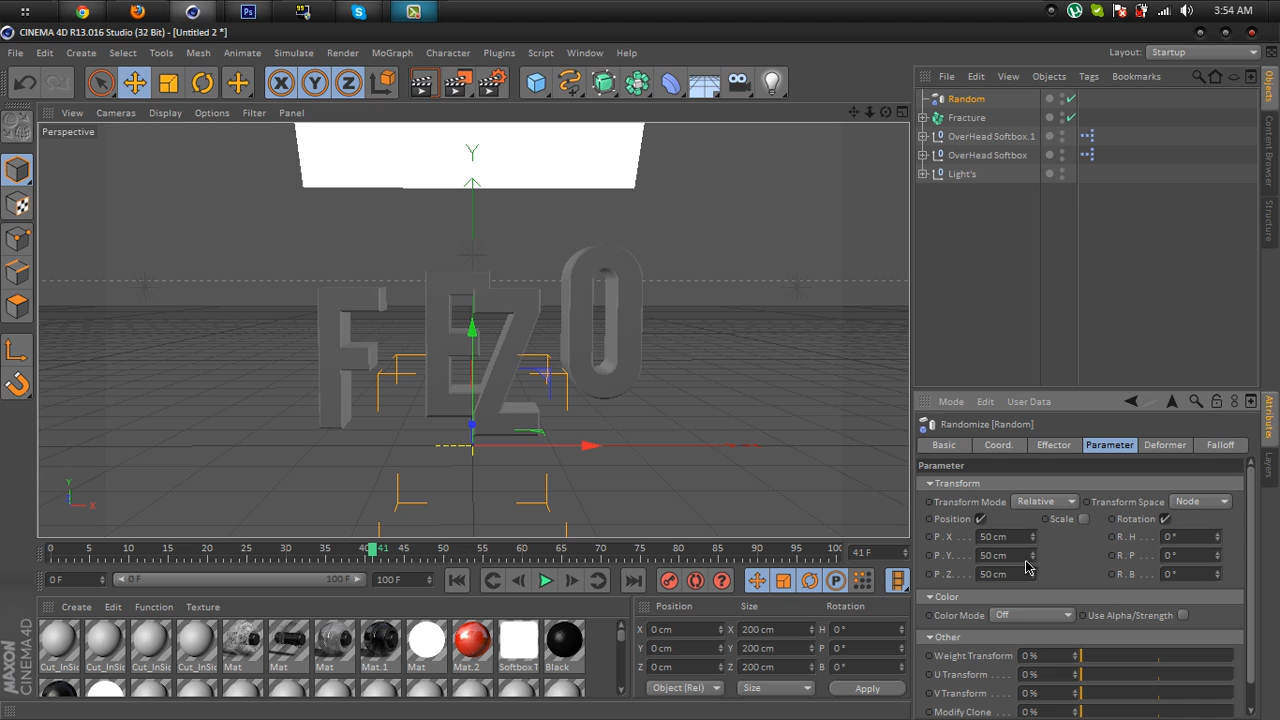 3:54 AM
CINEMA 4D R13.016 Studio (32 Bit) - [Untitled 2 *]
File Edit Create Select Tools Mesh Animate Simulate Render MoGraph Character Plugins Script Window Help
Layout: Startup
File Edit View Objects Tags Bookmarks
View Cameras Display Options Filter Panel
Perspective
Random
Fracture
OverHead Softbox.1
OverHead Softbox
Light's
Objects
Content Browser
Structure
Y
FEZO
Y
X
Mode Edit User Data
Attributes
Layers
Randomize [Random]
Basic Coord. Effector Parameter Deformer Falloff
Parameter
Transform
Transform Mode Relative Transform Space Node
Position Scale Rotation
P . X 50 cm R . H 0 °
P . Y 50 cm R . P 0 °
P . Z 50 cm R . B 0 °
Color
Color Mode Off Use Alpha/Strength
Other
Weight Transform 0 %
U Transform 0 %
V Transform 0 %
Modify Clone 0 %
0 5 10 15 20 25 30 35 40 41 45 50 55 60 65 70 75 80 85 90 95 41 F
0 F 0 F 100 F 100 F
Create Edit Function Texture
Mat Mat Mat Mat.1 Mat Mat.2 Black
Position Size Rotation
X 0 cm X 200 cm H 0 °
Y 0 cm Y 200 cm P 0 °
Z 0 cm Z 200 cm B 0 °
Object (Rel) Size Apply
MAXON CINEMA 4D